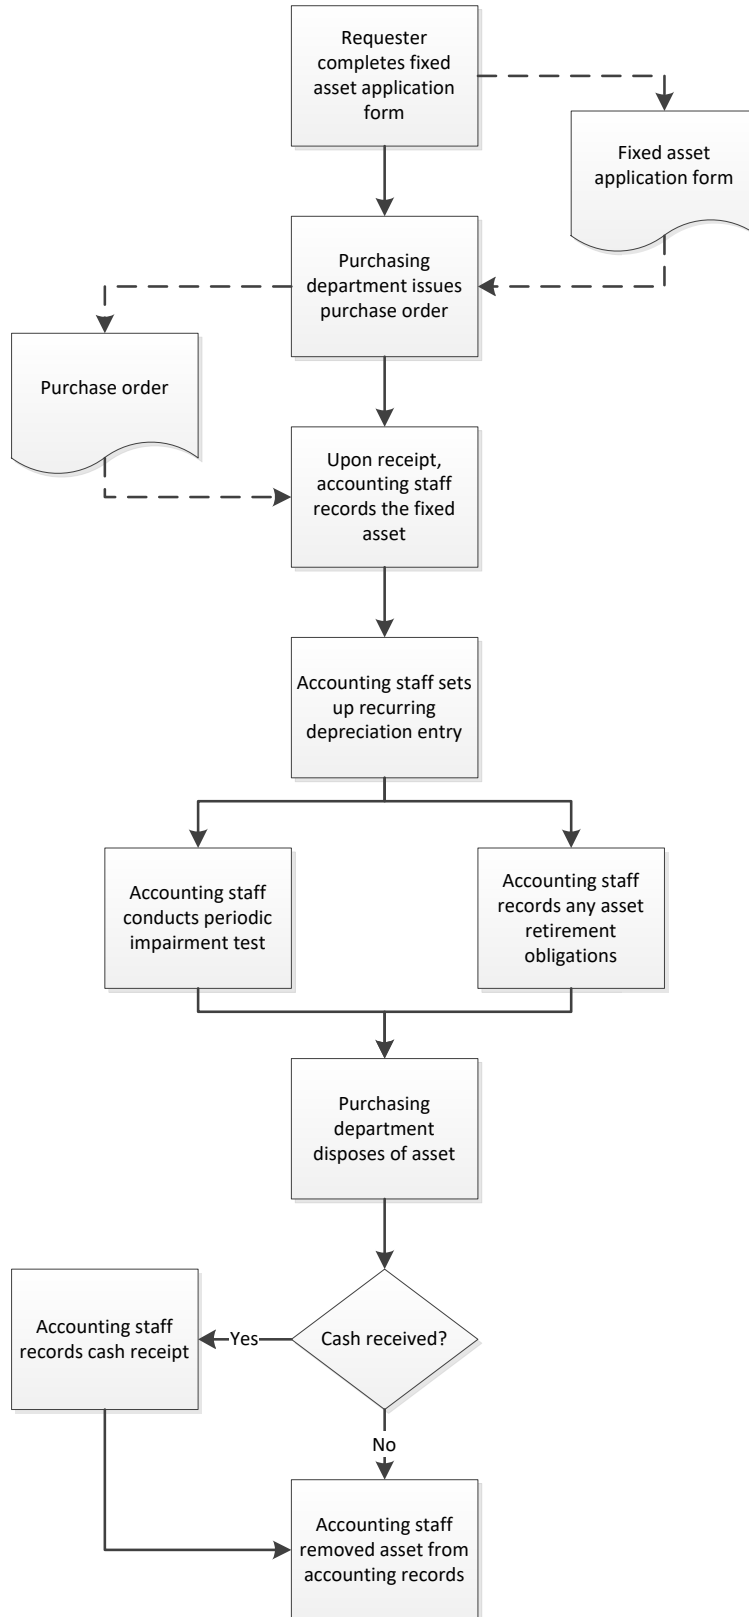 Requester
completes fixed
asset application
form
Fixed asset
application form
Purchasing
department issues
purchase order
Purchase order
Upon receipt,
accounting staff
records the fixed
asset
Accounting staff sets
up recurring
depreciation entry
Accounting staff
conducts periodic
impairment test
Accounting staff
records any asset
retirement
obligations
Purchasing
department
disposes of asset
Accounting staff
records cash receipt
Yes
Cash received?
No
Accounting staff
removed asset from
accounting records